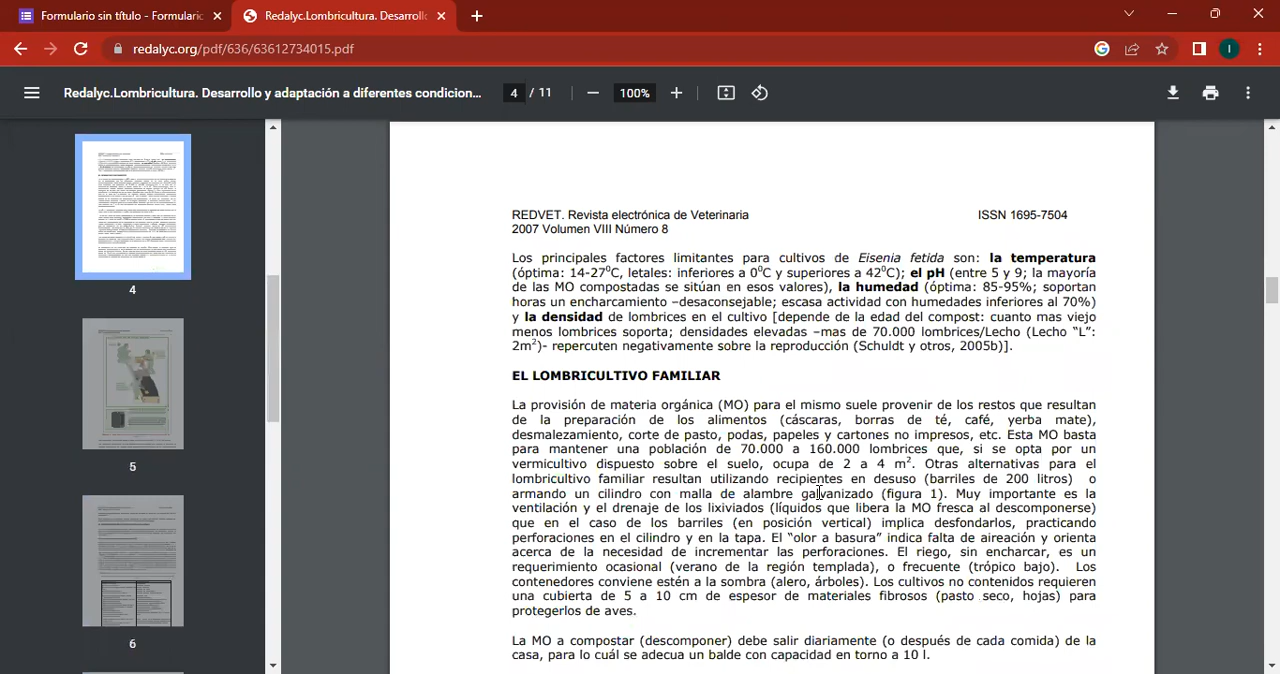 Formulario sin título - Formulario
Redalyc.Lombricultura. Desarrollo
redalyc.org/pdf/636/63612734015.pdf
I
Redalyc.Lombricultura. Desarrollo y adaptación a diferentes condicion...
4 / 11
100%
4
5
6
REDVET. Revista electrónica de Veterinaria ISSN 1695-7504
2007 Volumen VIII Número 8
Los principales factores limitantes para cultivos de Eisenia fetida son: la temperatura
(óptima: 14-27⁰C, letales: inferiores a 0⁰C y superiores a 42⁰C); el pH (entre 5 y 9; la mayoría
de las MO compostadas se sitúan en esos valores), la humedad (óptima: 85-95%; soportan
horas un encharcamiento –desaconsejable; escasa actividad con humedades inferiores al 70%)
y la densidad de lombrices en el cultivo [depende de la edad del compost: cuanto mas viejo
menos lombrices soporta; densidades elevadas –mas de 70.000 lombrices/Lecho (Lecho “L”:
2m²)- repercuten negativamente sobre la reproducción (Schuldt y otros, 2005b)].
EL LOMBRICULTIVO FAMILIAR
La provisión de materia orgánica (MO) para el mismo suele provenir de los restos que resultan
de la preparación de los alimentos (cáscaras, borras de té, café, yerba mate),
desmalezamiento, corte de pasto, podas, papeles y cartones no impresos, etc. Esta MO basta
para mantener una población de 70.000 a 160.000 lombrices que, si se opta por un
vermicultivo dispuesto sobre el suelo, ocupa de 2 a 4 m². Otras alternativas para el
lombricultivo familiar resultan utilizando recipientes en desuso (barriles de 200 litros) o
armando un cilindro con malla de alambre galvanizado (figura 1). Muy importante es la
ventilación y el drenaje de los lixiviados (líquidos que libera la MO fresca al descomponerse)
que en el caso de los barriles (en posición vertical) implica desfondarlos, practicando
perforaciones en el cilindro y en la tapa. El “olor a basura” indica falta de aireación y orienta
acerca de la necesidad de incrementar las perforaciones. El riego, sin encharcar, es un
requerimiento ocasional (verano de la región templada), o frecuente (trópico bajo). Los
contenedores conviene estén a la sombra (alero, árboles). Los cultivos no contenidos requieren
una cubierta de 5 a 10 cm de espesor de materiales fibrosos (pasto seco, hojas) para
protegerlos de aves.
La MO a compostar (descomponer) debe salir diariamente (o después de cada comida) de la
casa, para lo cuál se adecua un balde con capacidad en torno a 10 l.